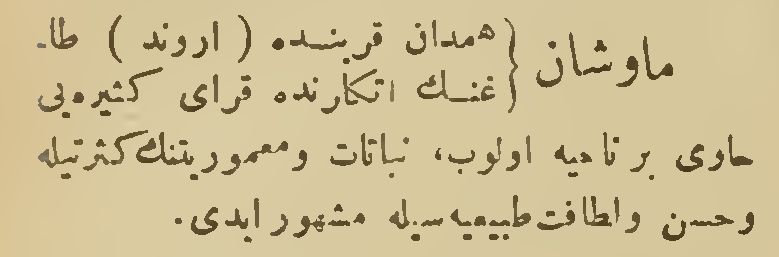 ماوشان { همدان قربنده ( اروند ) طا-
غنك اتكلرنده قرای كثیره‌یی
حاوی بر ناحیه اولوب، نباتات ومعموریتنك كثرتیله
وحسن ولطافت طبیعیه‌سیله مشهور ایدی.